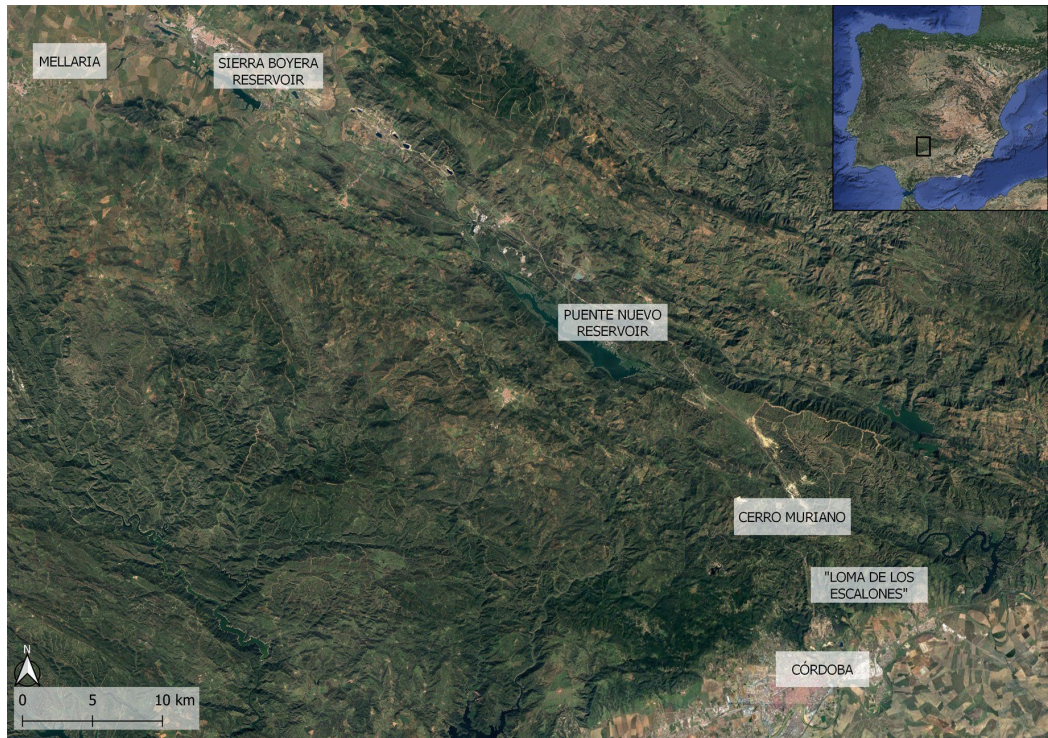 MELLARIA
SIERRA BOYERA
RESERVOIR
PUENTE NUEVO
RESERVOIR
CERRO MURIANO
"LOMA DE LOS
ESCALONES"
CÓRDOBA
N
0 5 10 km